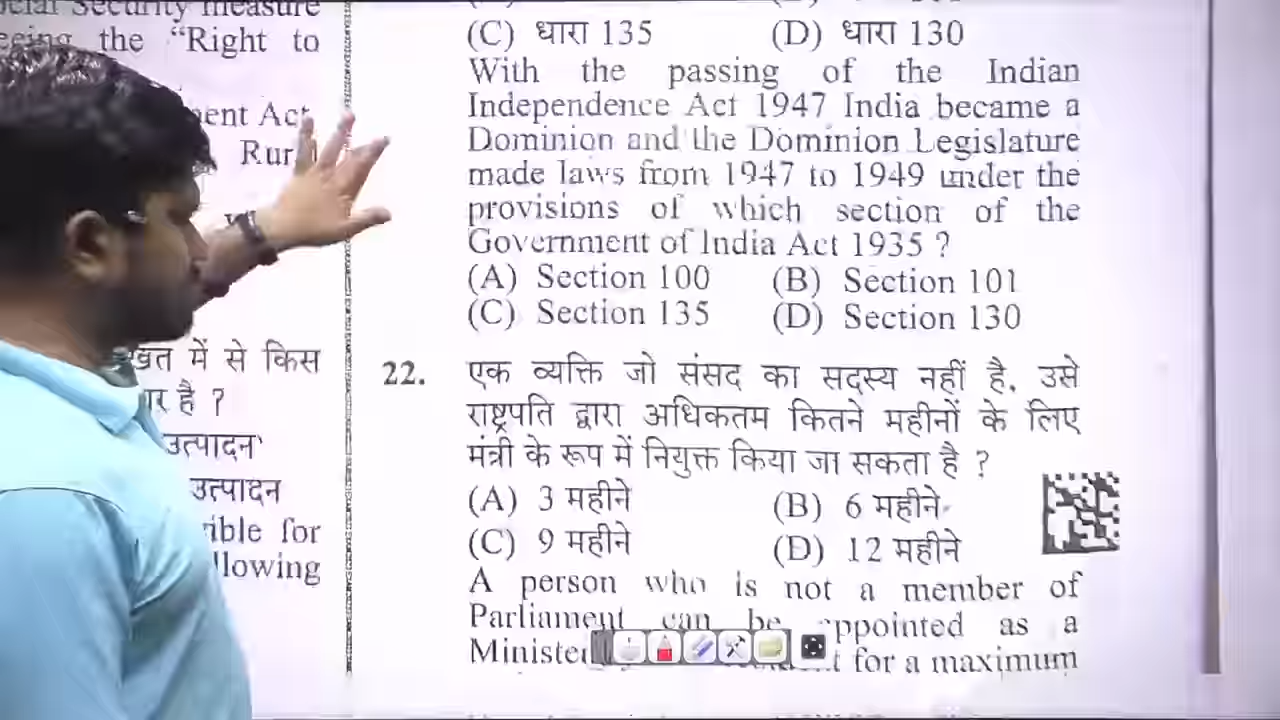 Social Security measure
the “Right to
Act
(C) धारा 135 (D) धारा 130
With the passing of the Indian
Independence Act 1947 India became a
Dominion and the Dominion Legislature
made laws from 1947 to 1949 under the
provisions of which section of the
Government of India Act 1935 ?
(A) Section 100 (B) Section 101
(C) Section 135 (D) Section 130
में से किस
है ?
उत्पादन'
उत्पादन
for
22. एक व्यक्ति जो संसद का सदस्य नहीं है, उसे
राष्ट्रपति द्वारा अधिकतम कितने महीनों के लिए
मंत्री के रूप में नियुक्त किया जा सकता है ?
(A) 3 महीने (B) 6 महीने
(C) 9 महीने (D) 12 महीने
A person who is not a member of
Parliament can be appointed as a
for a maximum